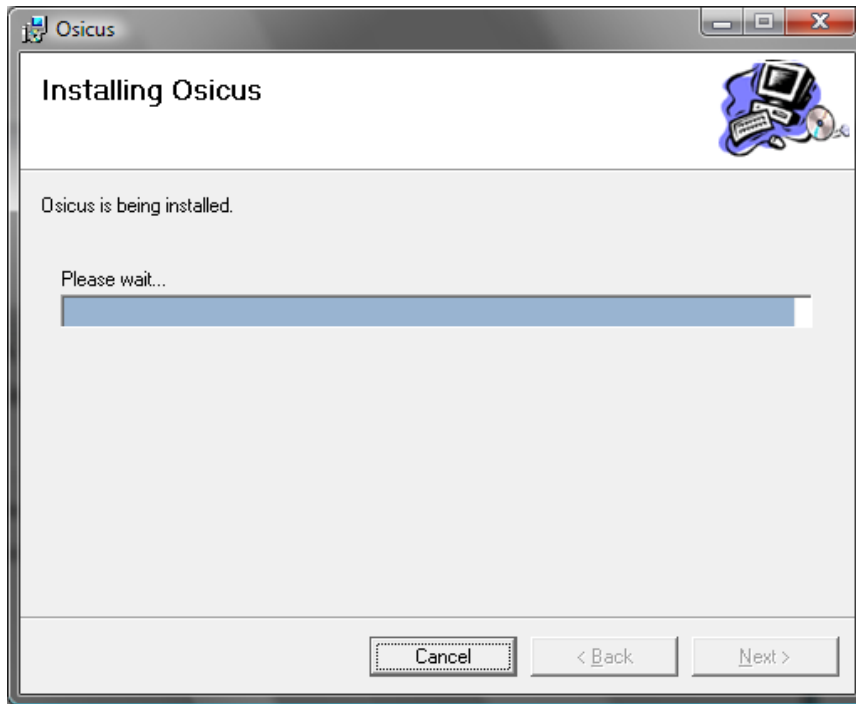 Osicus
Installing Osicus
Osicus is being installed.
Please wait...
Cancel
< Back
Next >